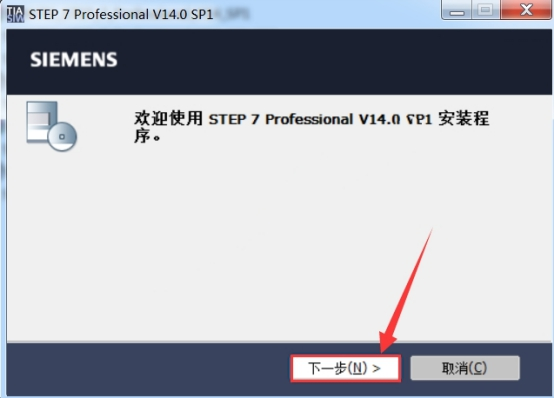 TIA
STEP 7 Professional V14.0 SP1
SIEMENS
欢迎使用 STEP 7 Professional V14.0 SP1 安装程
序。
下一步(N) >
取消(C)